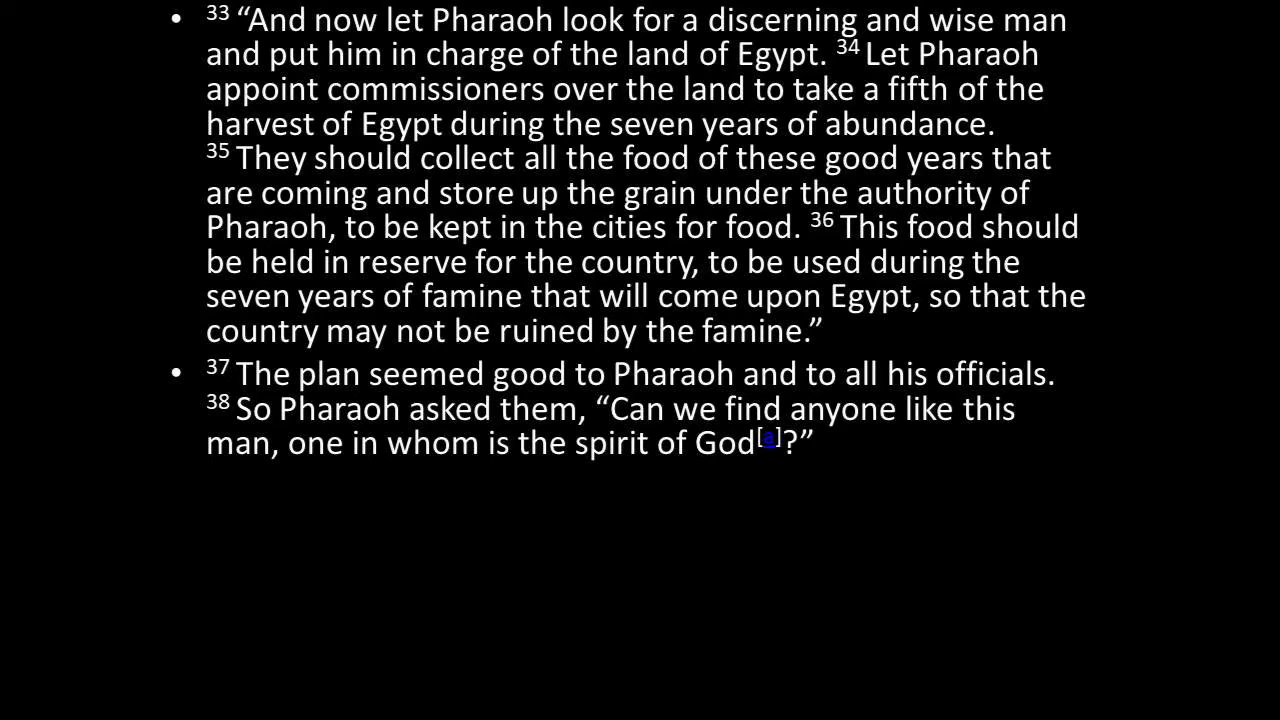 • 33 “And now let Pharaoh look for a discerning and wise man
and put him in charge of the land of Egypt. 34 Let Pharaoh
appoint commissioners over the land to take a fifth of the
harvest of Egypt during the seven years of abundance.
35 They should collect all the food of these good years that
are coming and store up the grain under the authority of
Pharaoh, to be kept in the cities for food. 36 This food should
be held in reserve for the country, to be used during the
seven years of famine that will come upon Egypt, so that the
country may not be ruined by the famine.”
• 37 The plan seemed good to Pharaoh and to all his officials.
38 So Pharaoh asked them, “Can we find anyone like this
man, one in whom is the spirit of God[a]?”